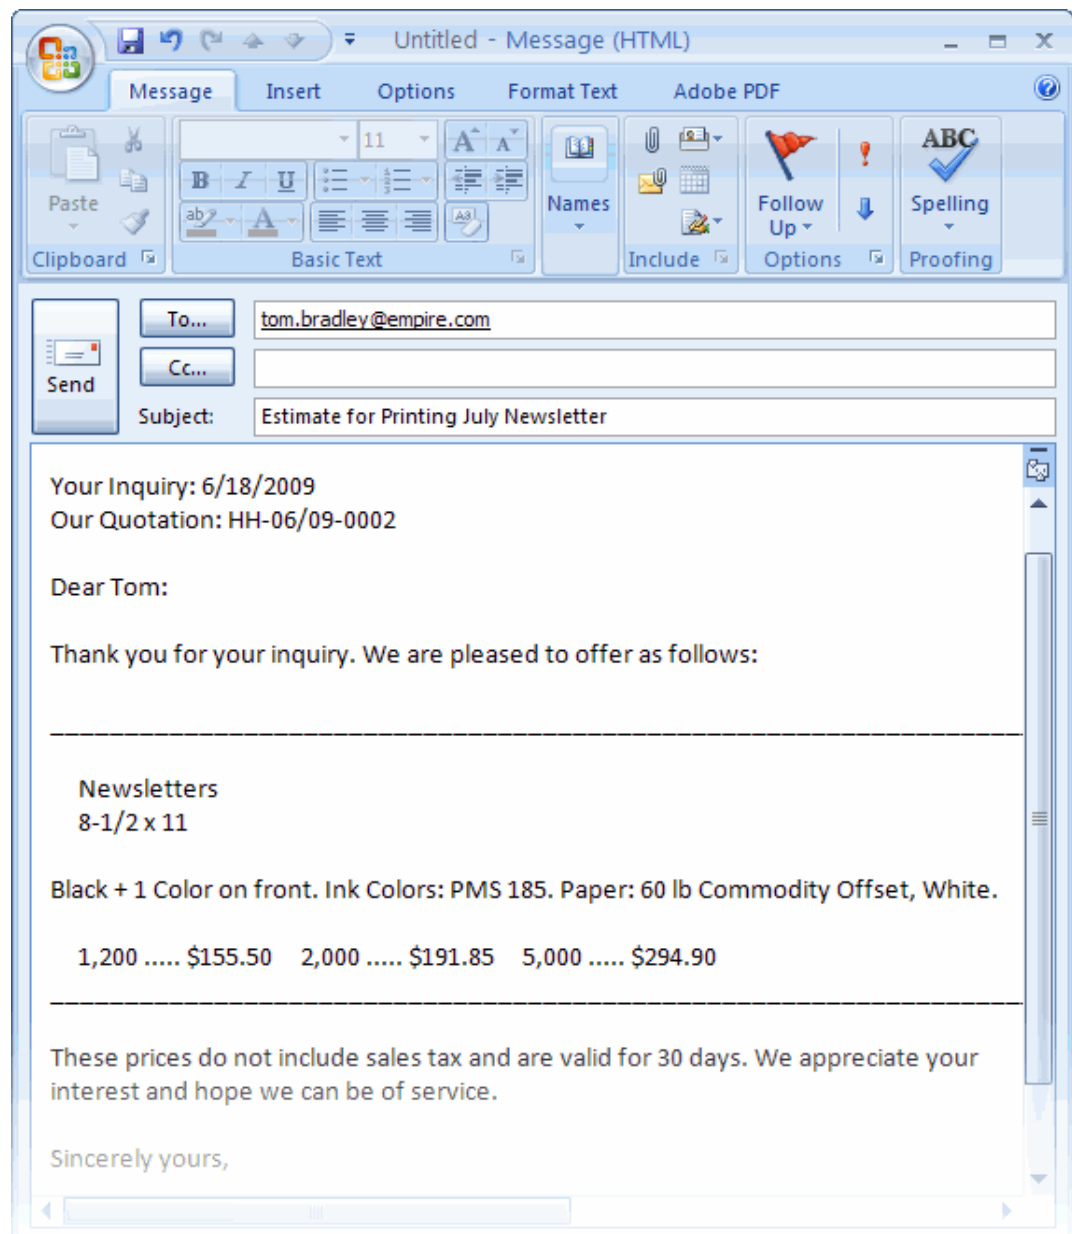 Untitled - Message (HTML)
Message Insert Options Format Text Adobe PDF
11 A A ABC
Paste B I U Names Follow Up Spelling
ab A Aa
Clipboard Basic Text Include Options Proofing
To... tom.bradley@empire.com
Send Cc...
Subject: Estimate for Printing July Newsletter
Your Inquiry: 6/18/2009
Our Quotation: HH-06/09-0002
Dear Tom:
Thank you for your inquiry. We are pleased to offer as follows:
Newsletters
8-1/2 x 11
Black + 1 Color on front. Ink Colors: PMS 185. Paper: 60 lb Commodity Offset, White.
1,200 ..... $155.50 2,000 ..... $191.85 5,000 ..... $294.90
These prices do not include sales tax and are valid for 30 days. We appreciate your
interest and hope we can be of service.
Sincerely yours,